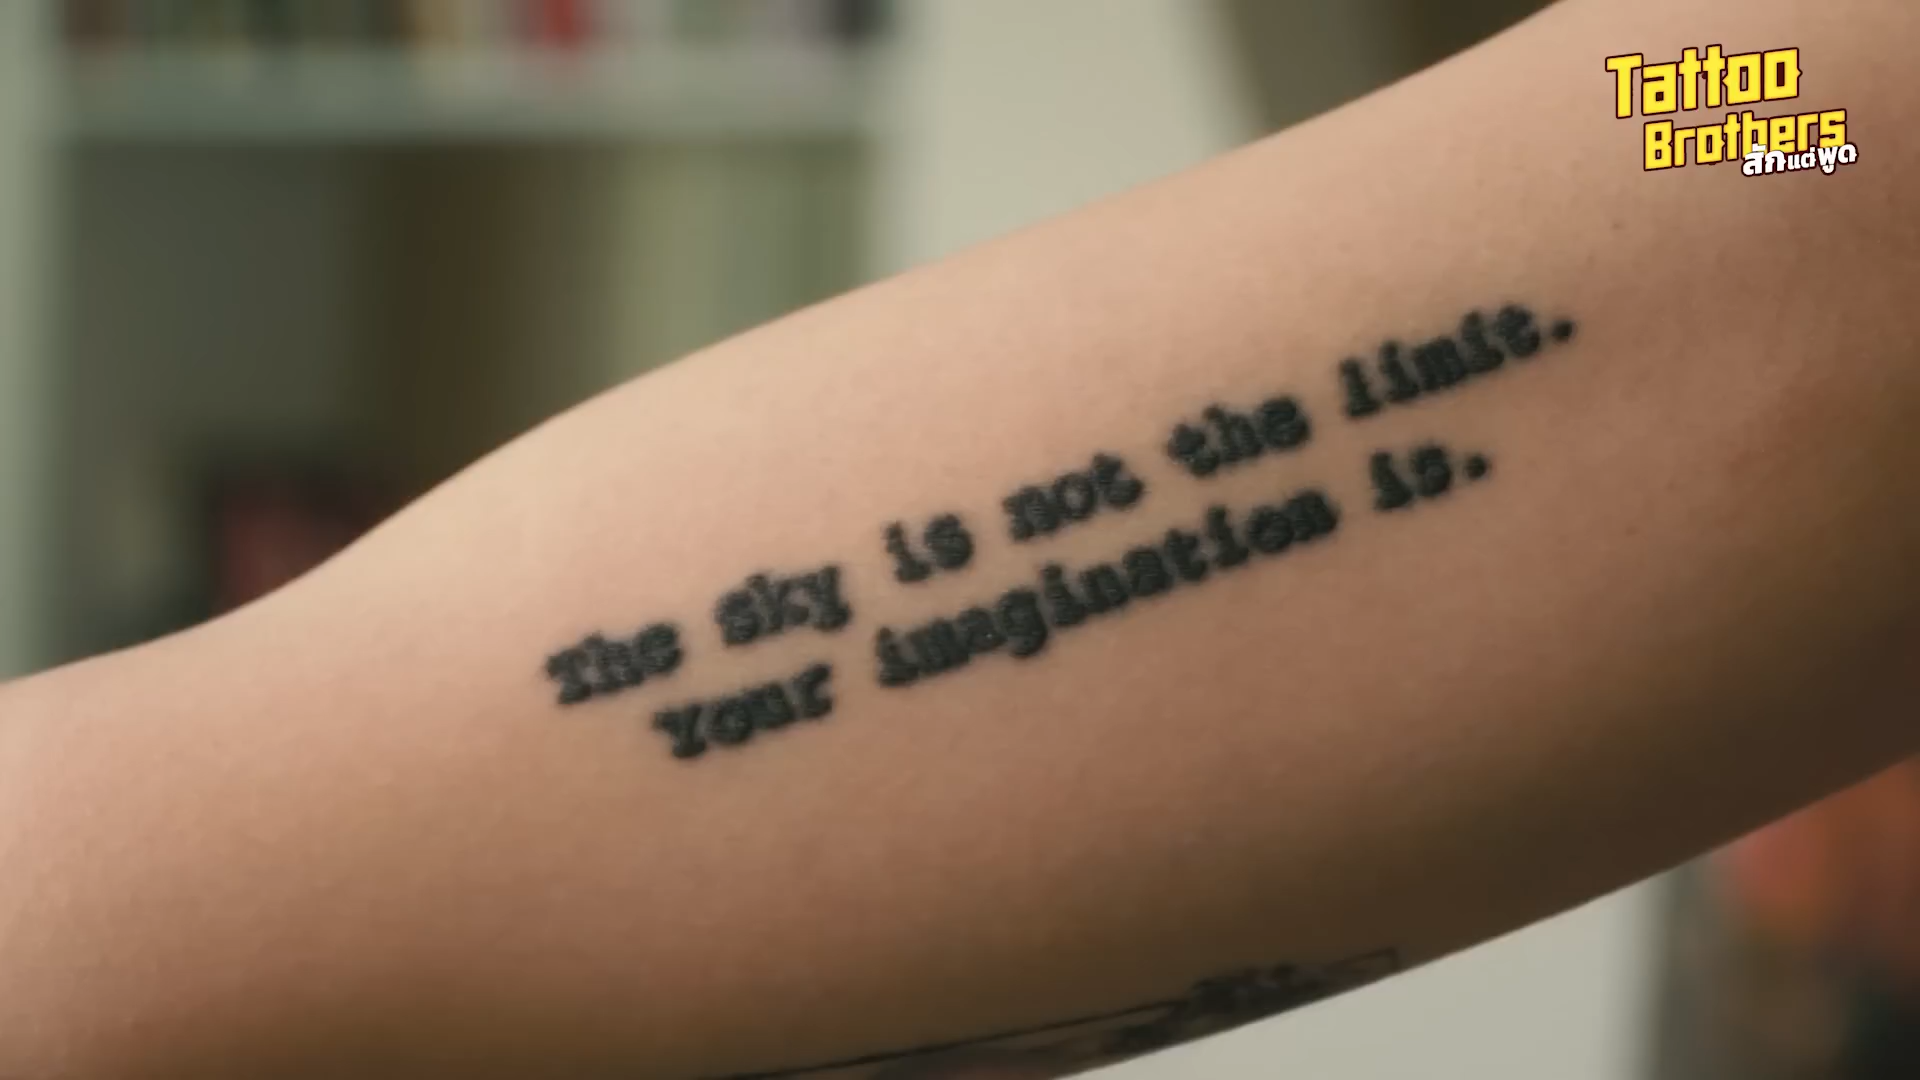 Tattoo
Brothers
สักแต่พูด
The sky is not the limit.
Your imagination is.